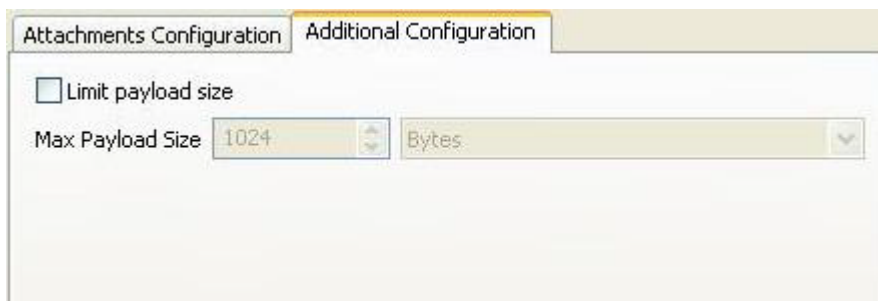 Attachments Configuration Additional Configuration
Limit payload size
Max Payload Size 1024 Bytes